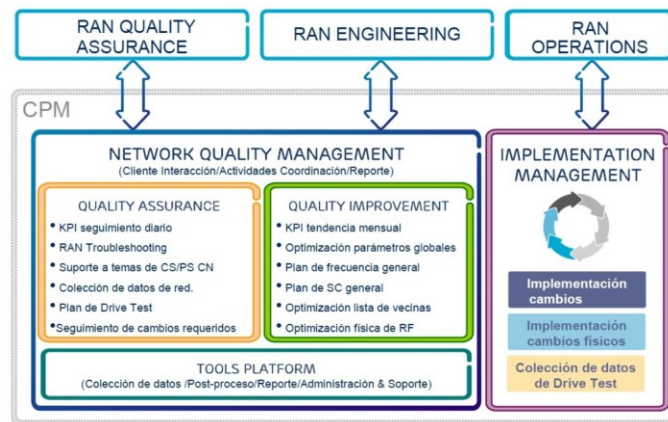 RAN QUALITY
ASSURANCE
RAN ENGINEERING
RAN
OPERATIONS
CPM
NETWORK QUALITY MANAGEMENT
(Cliente Interacción/Actividades Coordinación/Reporte)
QUALITY ASSURANCE
• KPI seguimiento diario
• RAN Troubleshooting
• Suporte a temas de CS/PS CN
• Colección de datos de red.
• Plan de Drive Test
• Seguimiento de cambios requeridos
QUALITY IMPROVEMENT
• KPI tendencia mensual
• Optimización parámetros globales
• Plan de frecuencia general
• Plan de SC general
• Optimización lista de vecinas
• Optimización física de RF
TOOLS PLATFORM
(Colección de datos /Post-proceso/Reporte/Administración & Soporte)
IMPLEMENTATION
MANAGEMENT
Implementación
cambios
Implementación
cambios físicos
Colección de datos
de Drive Test